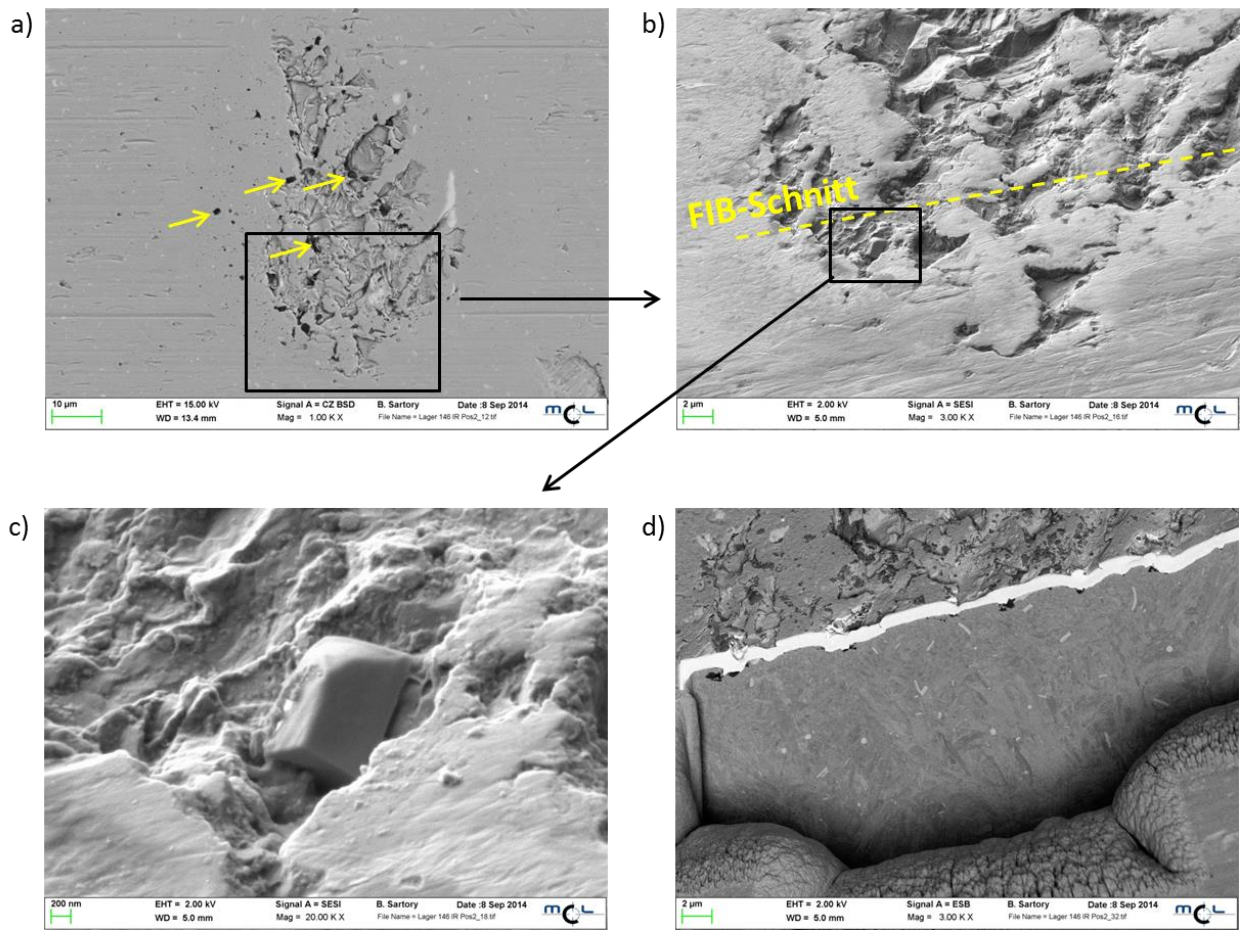 a)
10 µm
EHT = 15.00 kV
WD = 13.4 mm
Signal A = CZ BSD
Mag = 1.00 K X
B. Sartory
Date :8 Sep 2014
File Name = Lager 146 IR Pos2_12.tif
mCL
b)
FIB-Schnitt
2 µm
EHT = 2.00 kV
WD = 5.0 mm
Signal A = SESI
Mag = 3.00 K X
B. Sartory
Date :8 Sep 2014
File Name = Lager 146 IR Pos2_16.tif
mCL
c)
200 nm
EHT = 2.00 kV
WD = 5.0 mm
Signal A = SESI
Mag = 20.00 K X
B. Sartory
Date :8 Sep 2014
File Name = Lager 146 IR Pos2_18.tif
mCL
d)
2 µm
EHT = 2.00 kV
WD = 5.0 mm
Signal A = ESB
Mag = 3.00 K X
B. Sartory
Date :8 Sep 2014
File Name = Lager 146 IR Pos2_32.tif
mCL